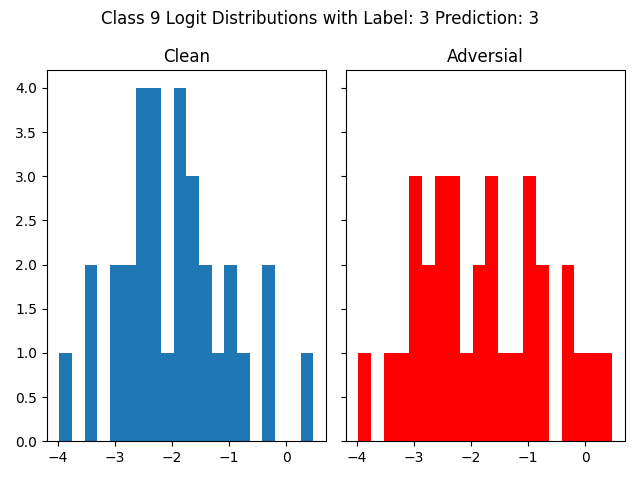 Class 9 Logit Distributions with Label: 3 Prediction: 3
Clean
Adversial
4.0
3.5
3.0
2.5
2.0
1.5
1.0
0.5
0.0
−4 −3 −2 −1 0
−4 −3 −2 −1 0